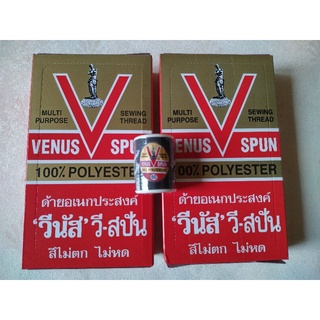 MULTI PURPOSE
SEWING THREAD
VENUS V SPUN
100% POLYESTER
ด้ายอเนกประสงค์
‘วีนัส’ วี-สปัน
สีไม่ตก ไม่หด
MULTI PURPOSE
SEWING THREAD
VENUS V SPUN
100% POLYESTER
ด้ายอเนกประสงค์
‘วีนัส’ วี-สปัน
สีไม่ตก ไม่หด